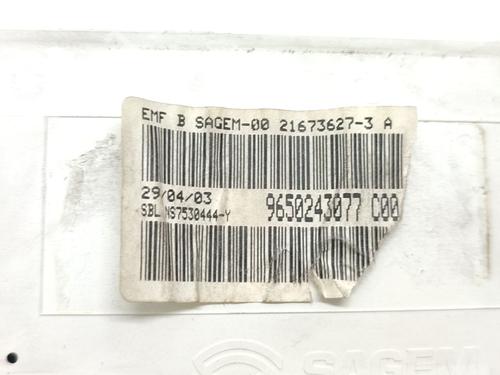 EMF B SAGEM-00 21673627-3 A
29/04/03
9650243077 C00
SBL NS7530444-Y
SAGEM